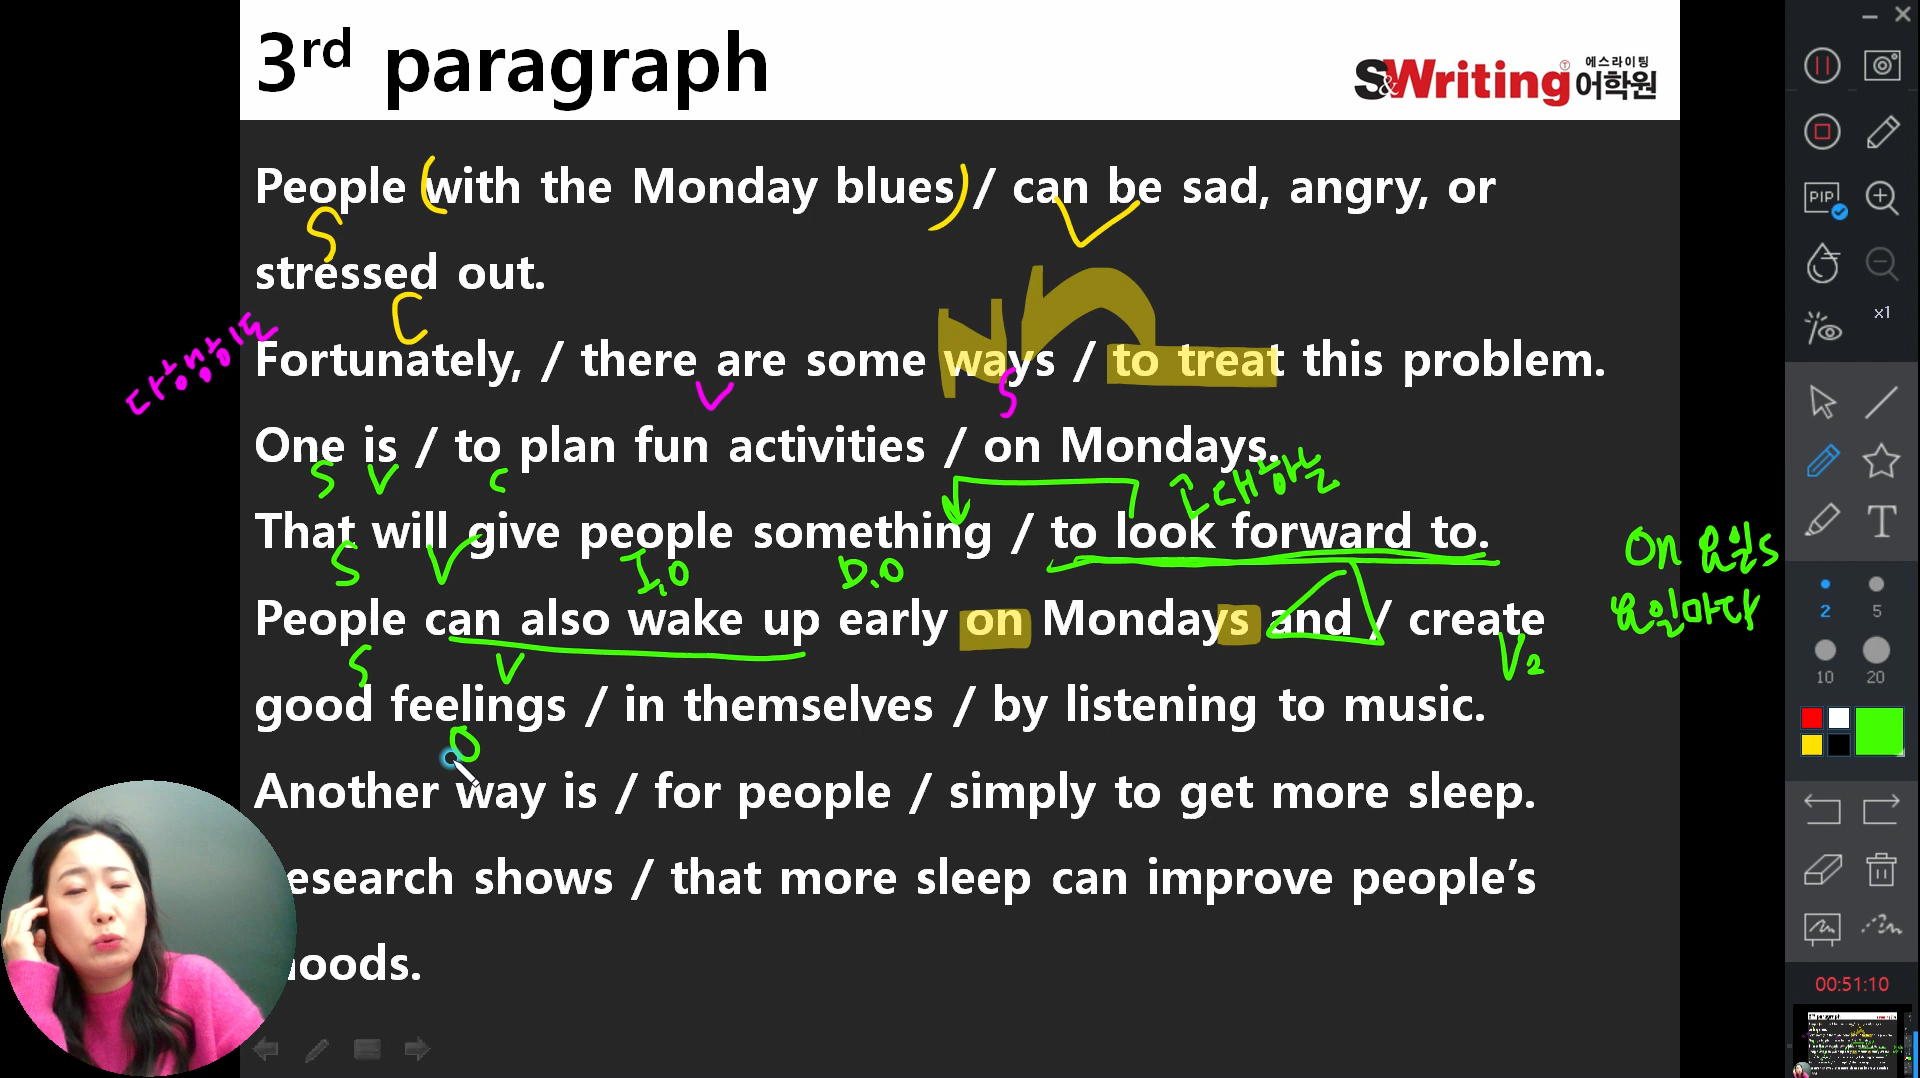 3rd paragraph
S&Writing 에스라이팅 어학원
People (with the Monday blues) / can be sad, angry, or
S V
stressed out.
C
다행히도
Fortunately, / there are some ways / to treat this problem.
V S
One is / to plan fun activities / on Mondays.
S V C 기대하는
That will give people something / to look forward to.
S V I.O D.O
On 요일s
요일마다
People can also wake up early on Mondays and / create
S V V2
good feelings / in themselves / by listening to music.
O
Another way is / for people / simply to get more sleep.
esearch shows / that more sleep can improve people's
oods.
PIP
x1
T
2 5
10 20
00:51:10